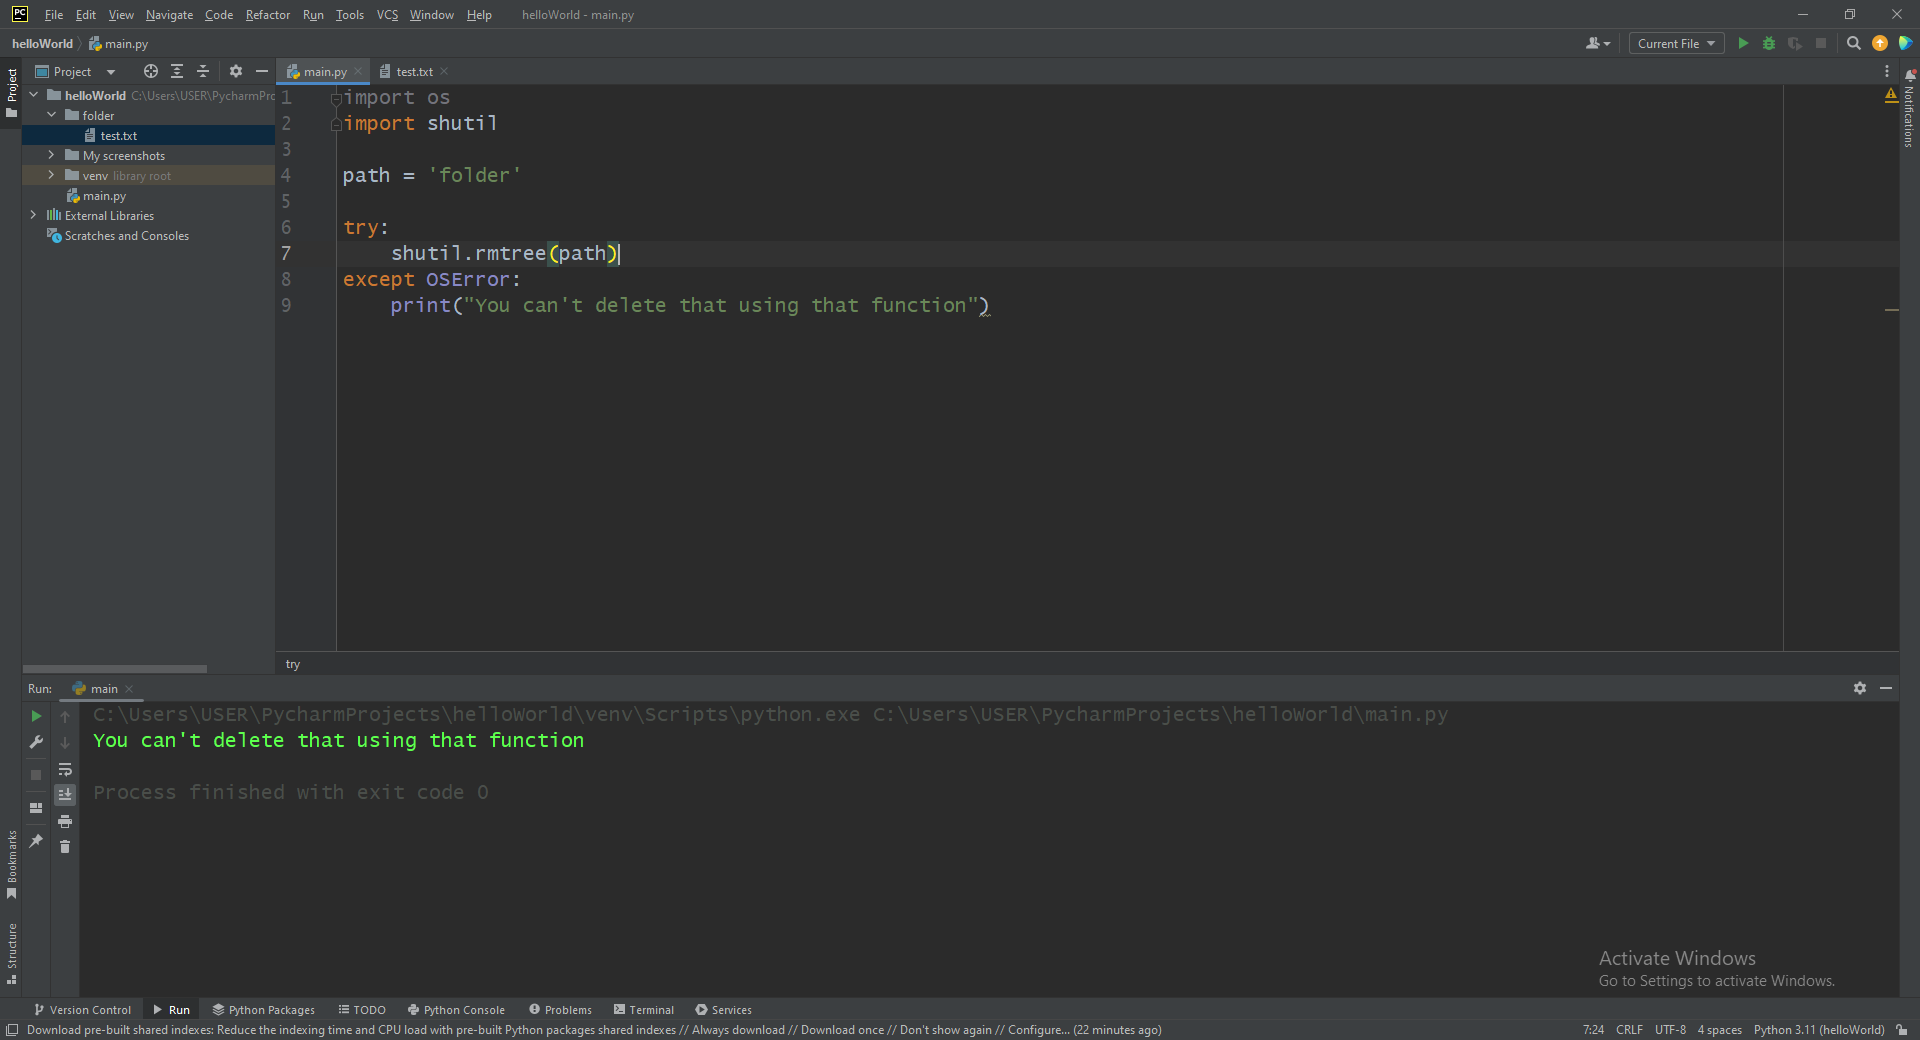 PC File Edit View Navigate Code Refactor Run Tools VCS Window Help helloWorld - main.py
helloWorld main.py Current File
Project main.py test.txt
Project
helloWorld C:\Users\USER\PycharmPro
folder
test.txt
My screenshots
venv library root
main.py
External Libraries
Scratches and Consoles
Notifications
1 import os
2 import shutil
3
4 path = 'folder'
5
6 try:
7 shutil.rmtree(path)
8 except OSError:
9 print("You can't delete that using that function")
try
Run: main
C:\Users\USER\PycharmProjects\helloWorld\venv\Scripts\python.exe C:\Users\USER\PycharmProjects\helloWorld\main.py
You can't delete that using that function
Process finished with exit code 0
Bookmarks
Structure
Activate Windows
Go to Settings to activate Windows.
Version Control Run Python Packages TODO Python Console Problems Terminal Services
Download pre-built shared indexes: Reduce the indexing time and CPU load with pre-built Python packages shared indexes // Always download // Download once // Don't show again // Configure... (22 minutes ago) 7:24 CRLF UTF-8 4 spaces Python 3.11 (helloWorld)